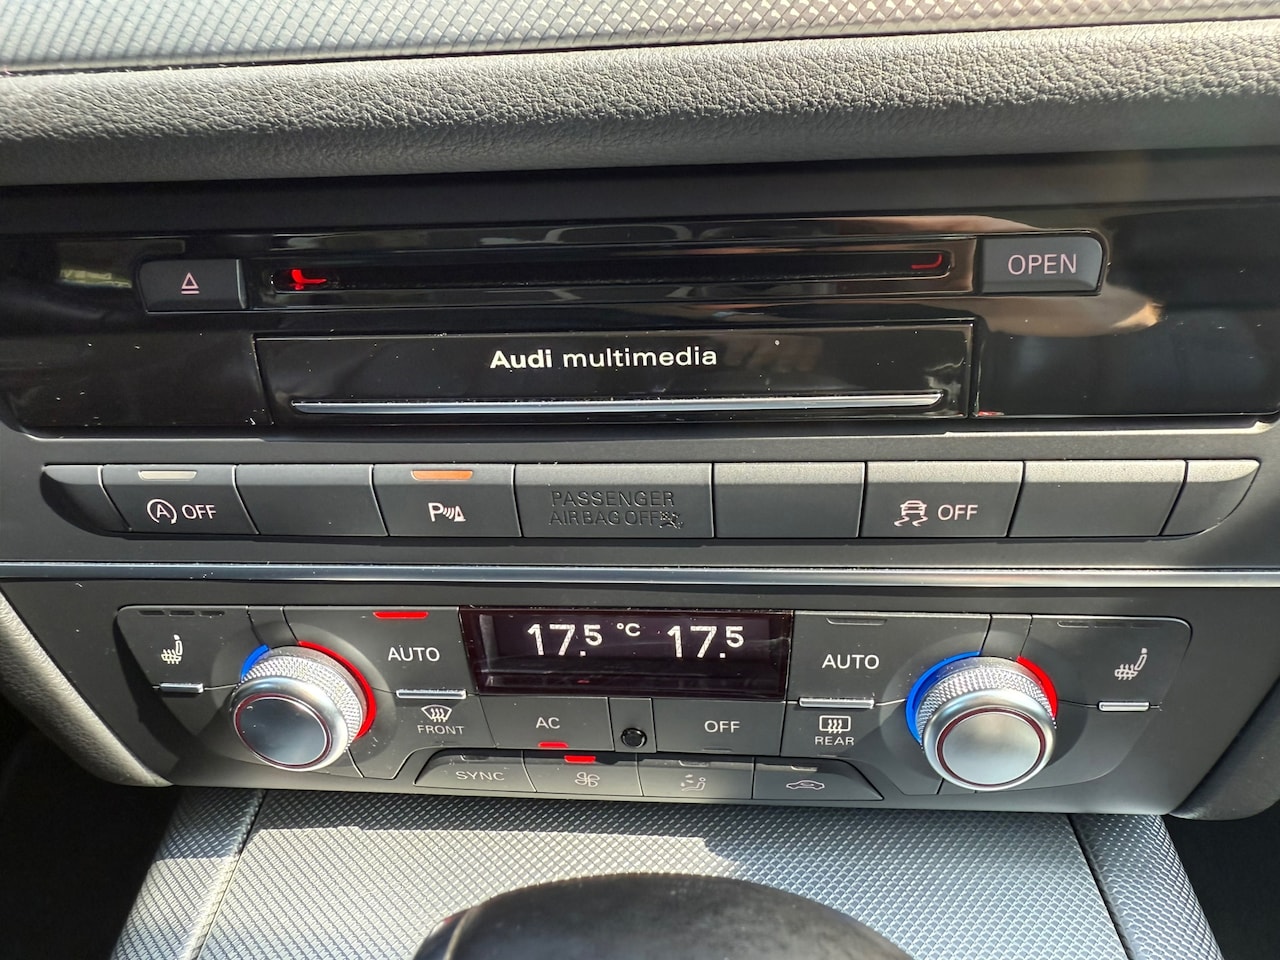 OPEN
Audi multimedia
A OFF
P
PASSENGER
AIRBAG OFF
OFF
AUTO
17.5 °C 17.5
AUTO
FRONT
AC
OFF
REAR
SYNC